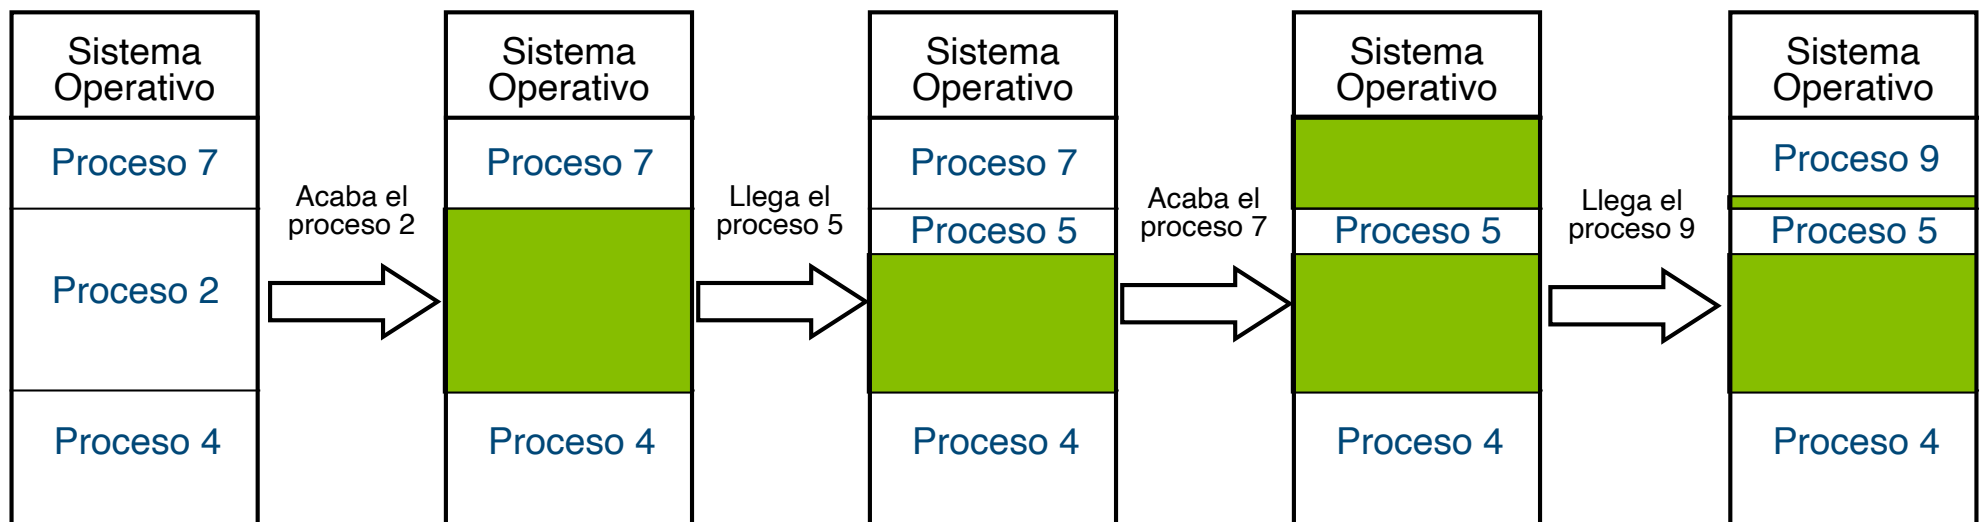 Sistema
Operativo
Proceso 7
Proceso 2
Proceso 4
Acaba el
proceso 2
Sistema
Operativo
Proceso 7
Proceso 4
Llega el
proceso 5
Sistema
Operativo
Proceso 7
Proceso 5
Proceso 4
Acaba el
proceso 7
Sistema
Operativo
Proceso 5
Proceso 4
Llega el
proceso 9
Sistema
Operativo
Proceso 9
Proceso 5
Proceso 4